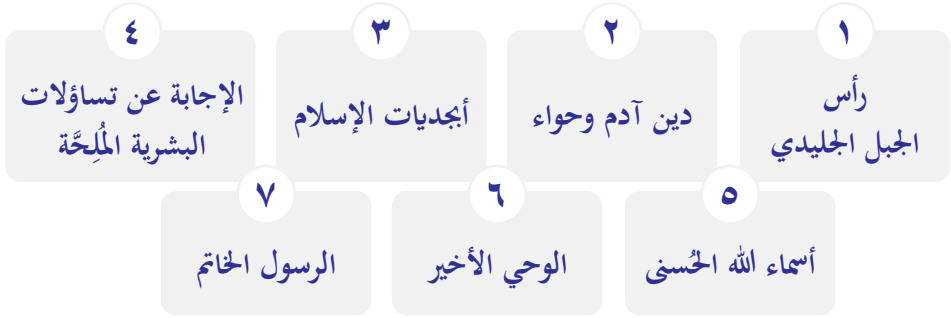 ١
رأس
الجبل الجليدي
٢
دين آدم وحواء
٣
أبجديات الإسلام
٤
الإجابة عن تساؤلات
البشرية المُلِحَّة
٥
أسماء الله الحُسنى
٦
الوحي الأخير
٧
الرسول الخاتم